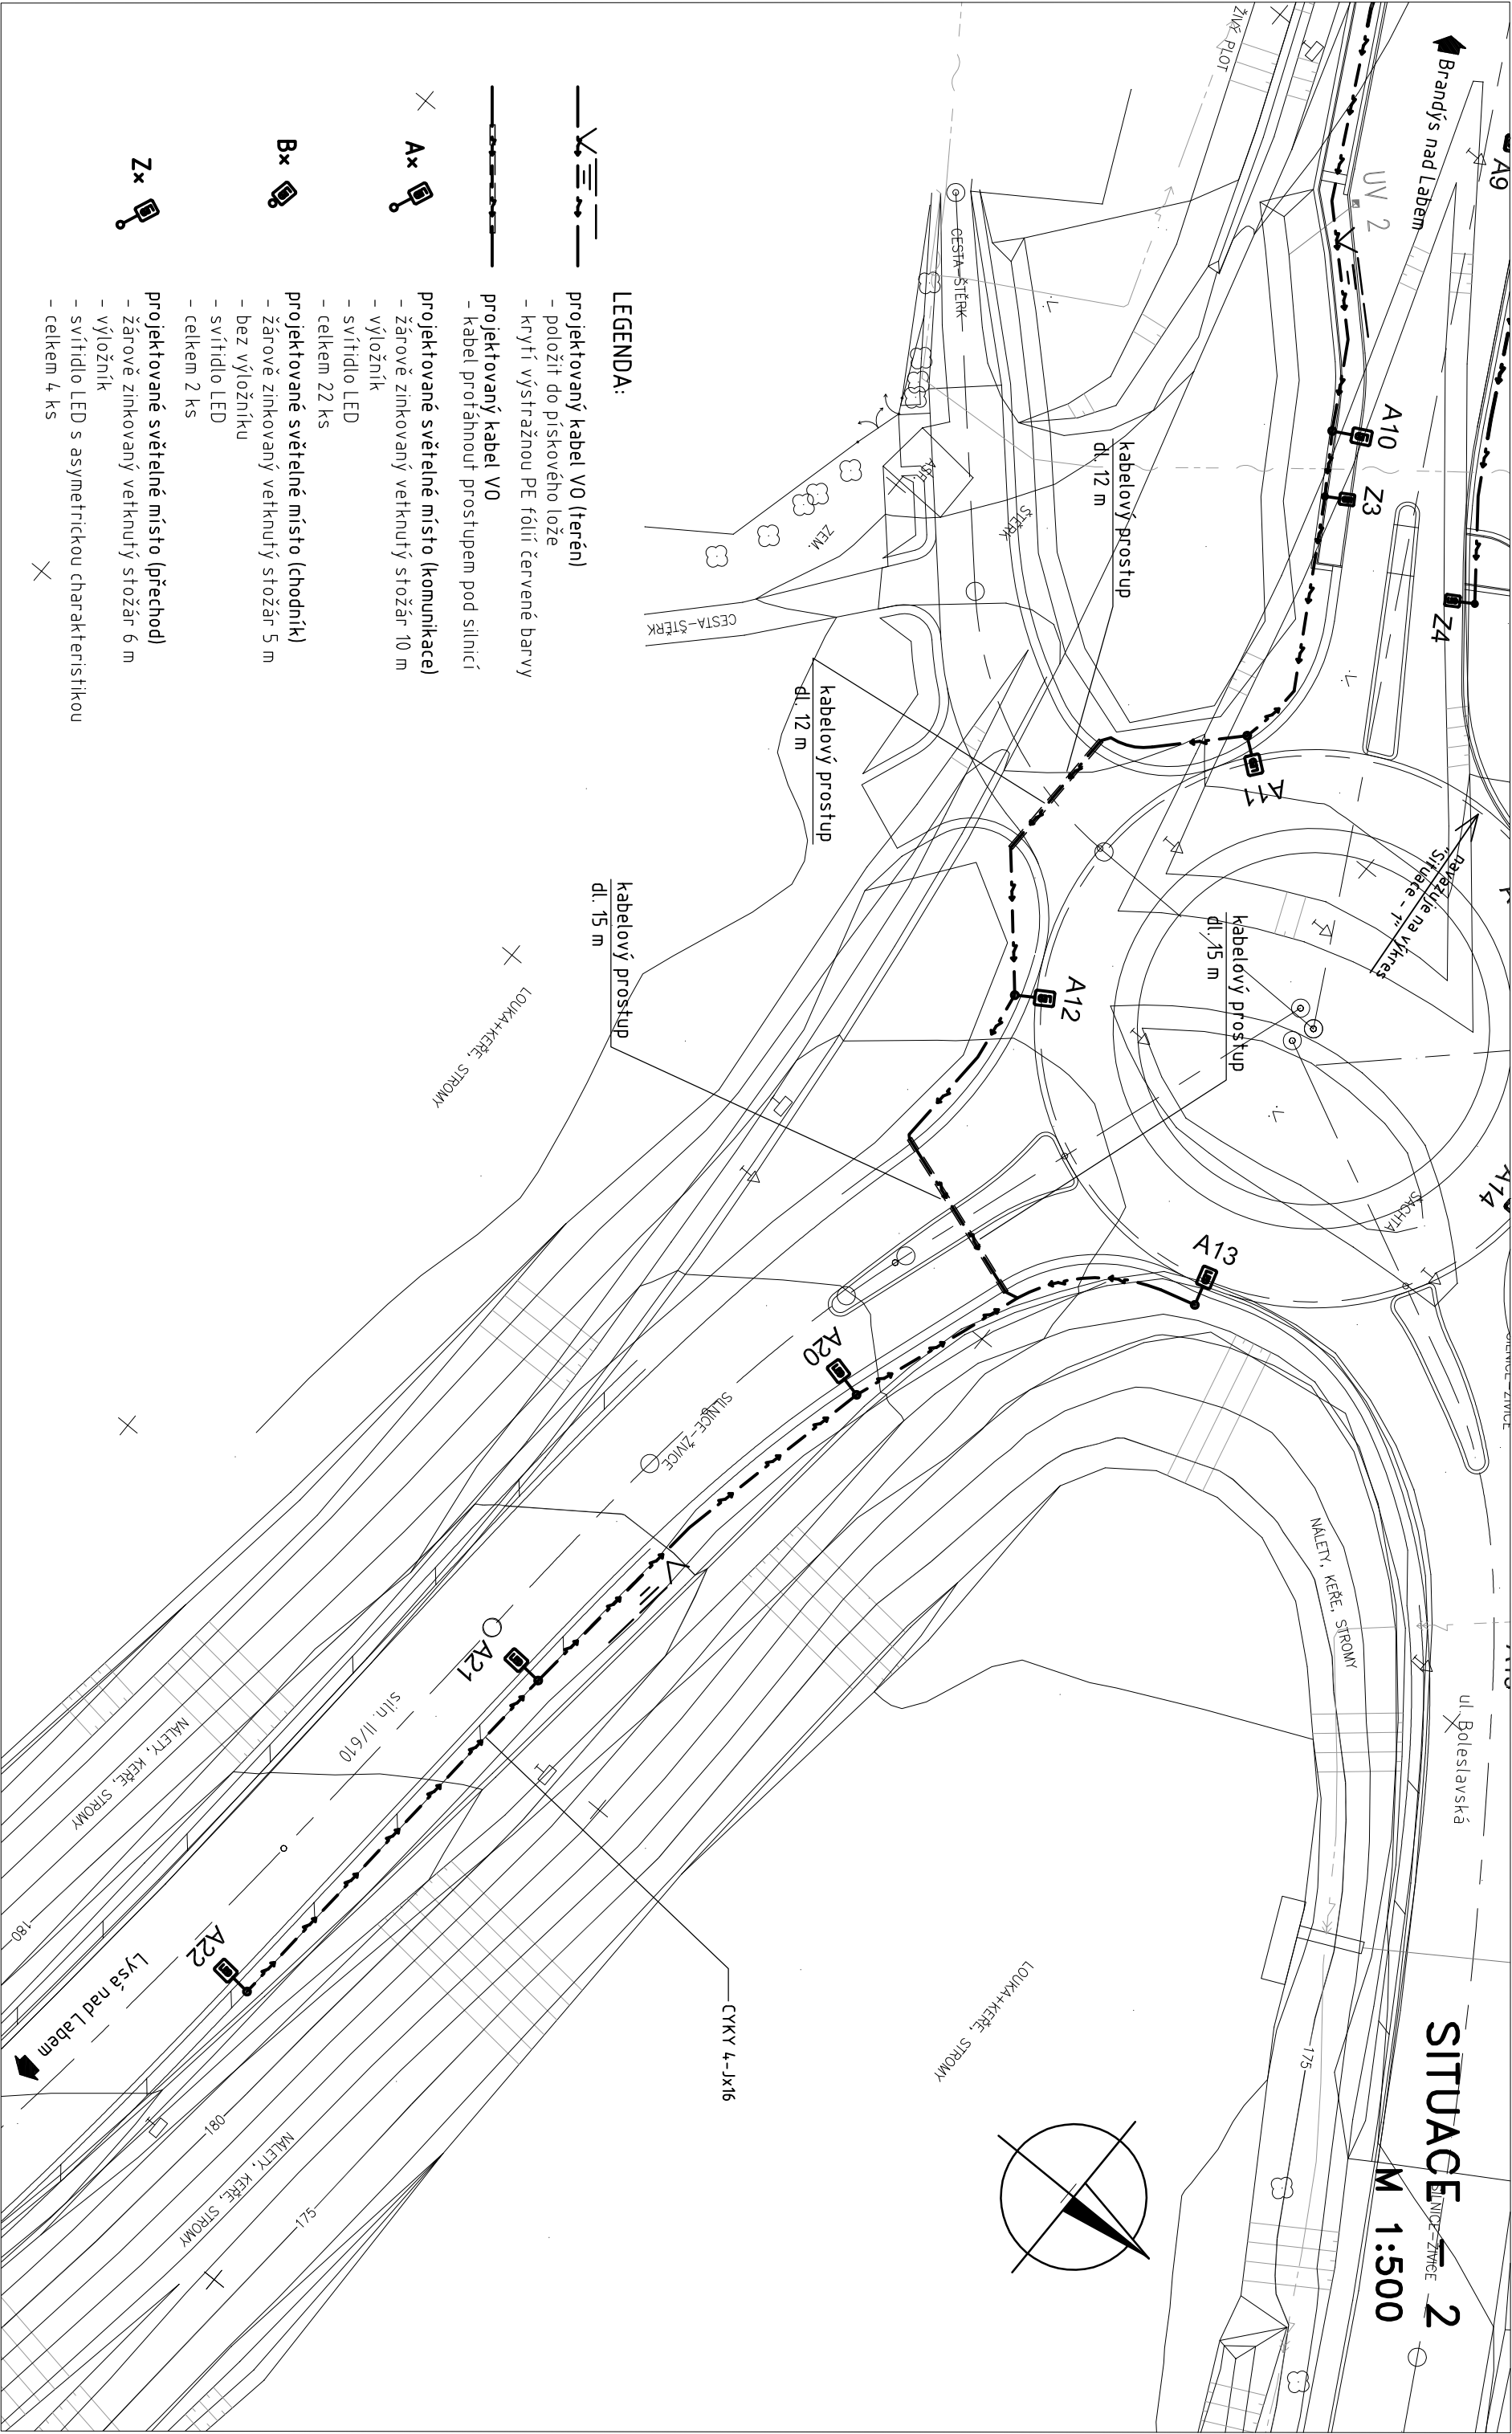 SITUACE - 2
M 1:500
SILNICE-ŽIVICE
ul. Boleslavská
Brandýs nad Labem
A9
UV 2
ŽIVÝ PLOT
A10
Z3
Z4
A11
navazuje na výkres
"Situace - 1"
kabelový prostup
dl. 12 m
kabelový prostup
dl. 12 m
kabelový prostup
dl. 15 m
kabelový prostup
dl. 15 m
CESTA-ŠTĚRK
ŠTĚRK
ASF.
ZEM.
CESTA-ŠTĚRK
A12
A13
A14
ŠACHTA
A20
SILNICE-ŽIVICE
A21
siln. II/610
A22
Lysá nad Labem
CYKY 4-Jx16
LOUKA+KEŘE, STROMY
LOUKA+KEŘE, STROMY
NÁLETY, KEŘE, STROMY
NÁLETY, KEŘE, STROMY
NÁLETY, KEŘE, STROMY
175
175
180
180
LEGENDA:
projektovaný kabel VO (terén)
- položit do pískového lože
- krytí výstražnou PE fólií červené barvy
projektovaný kabel VO
- kabel protáhnout prostupem pod silnicí
Ax
projektované světelné místo (komunikace)
- žárově zinkovaný vetknutý stožár 10 m
- výložník
- svítidlo LED
- celkem 22 ks
Bx
projektované světelné místo (chodník)
- žárově zinkovaný vetknutý stožár 5 m
- bez výložníku
- svítidlo LED
- celkem 2 ks
Zx
projektované světelné místo (přechod)
- žárově zinkovaný vetknutý stožár 6 m
- výložník
- svítidlo LED s asymetrickou charakteristikou
- celkem 4 ks